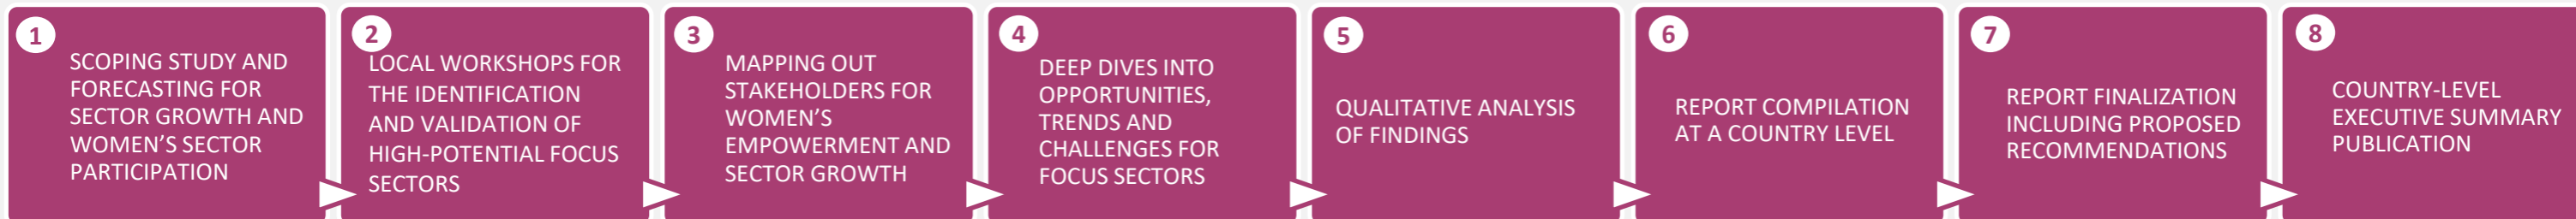 1
SCOPING STUDY AND
FORECASTING FOR
SECTOR GROWTH AND
WOMEN’S SECTOR
PARTICIPATION
2
LOCAL WORKSHOPS FOR
THE IDENTIFICATION
AND VALIDATION OF
HIGH-POTENTIAL FOCUS
SECTORS
3
MAPPING OUT
STAKEHOLDERS FOR
WOMEN’S
EMPOWERMENT AND
SECTOR GROWTH
4
DEEP DIVES INTO
OPPORTUNITIES,
TRENDS AND
CHALLENGES FOR
FOCUS SECTORS
5
QUALITATIVE ANALYSIS
OF FINDINGS
6
REPORT COMPILATION
AT A COUNTRY LEVEL
7
REPORT FINALIZATION
INCLUDING PROPOSED
RECOMMENDATIONS
8
COUNTRY-LEVEL
EXECUTIVE SUMMARY
PUBLICATION